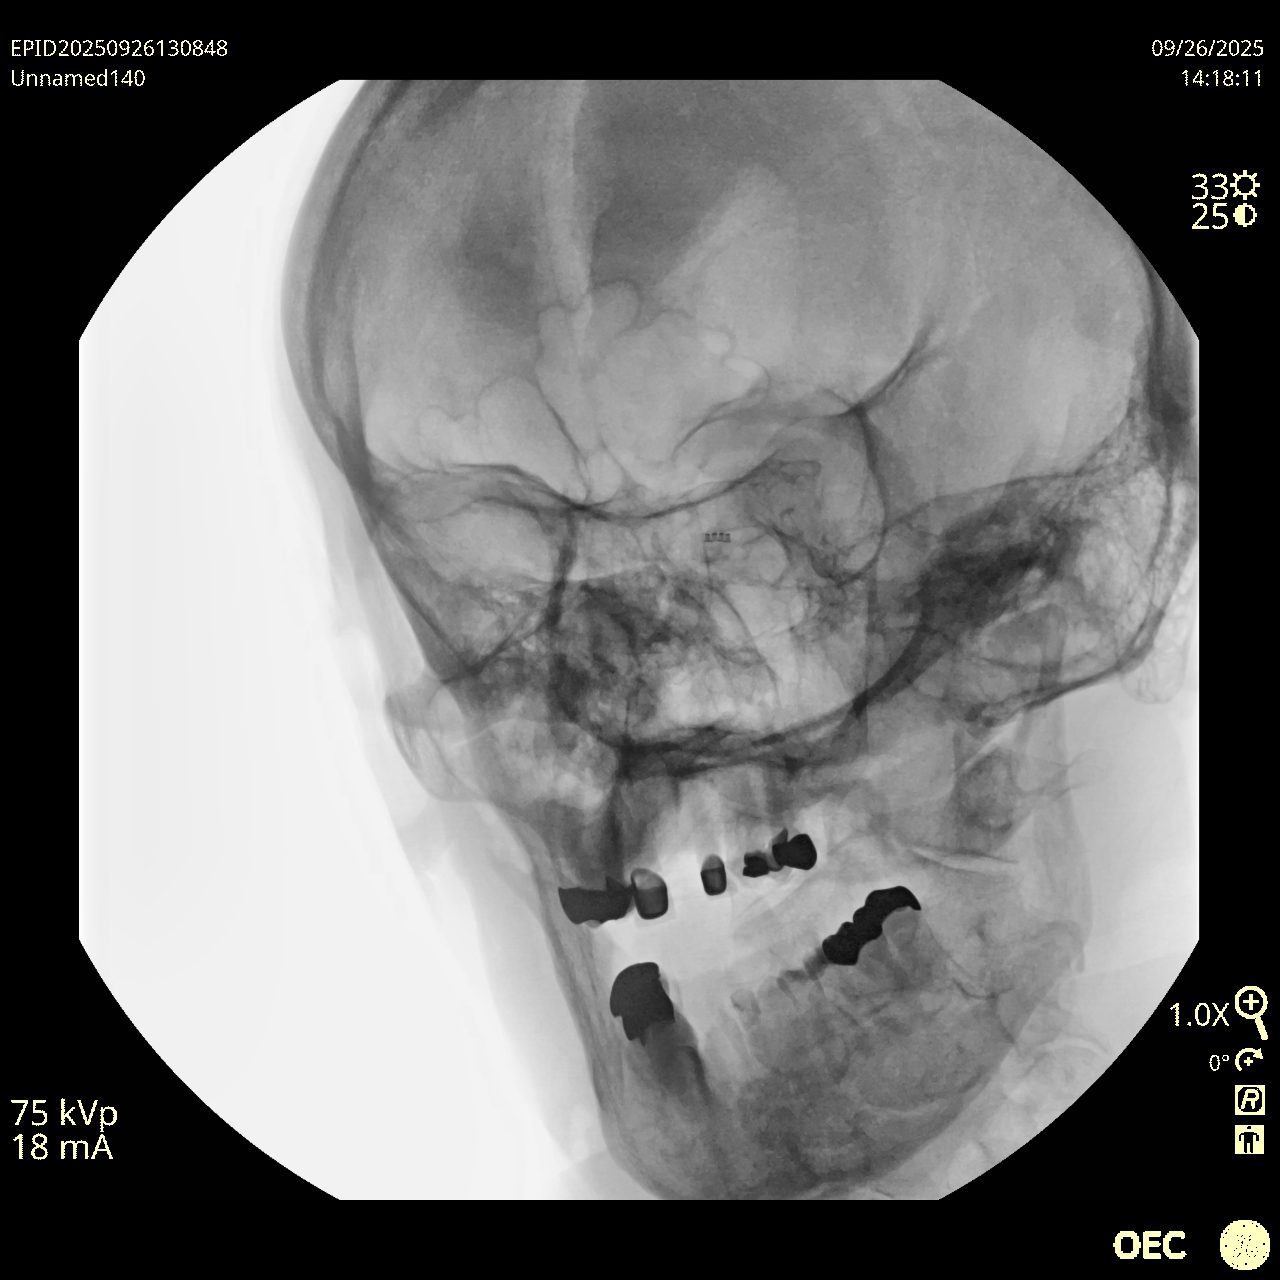 EPID20250926130848
Unnamed140
09/26/2025
14:18:11
33
25
1.0X
0°
R
75 kVp
18 mA
OEC